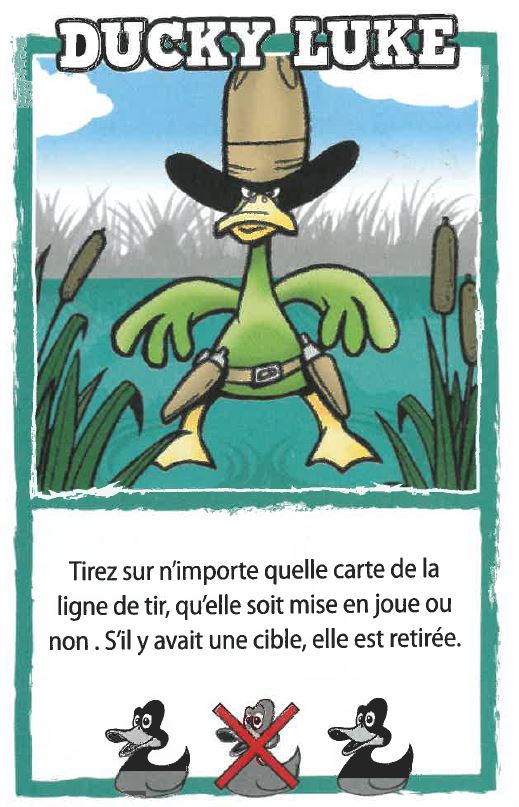 DUCKY LUKE
Tirez sur n'importe quelle carte de la
ligne de tir, qu'elle soit mise en joue ou
non . S'il y avait une cible, elle est retirée.